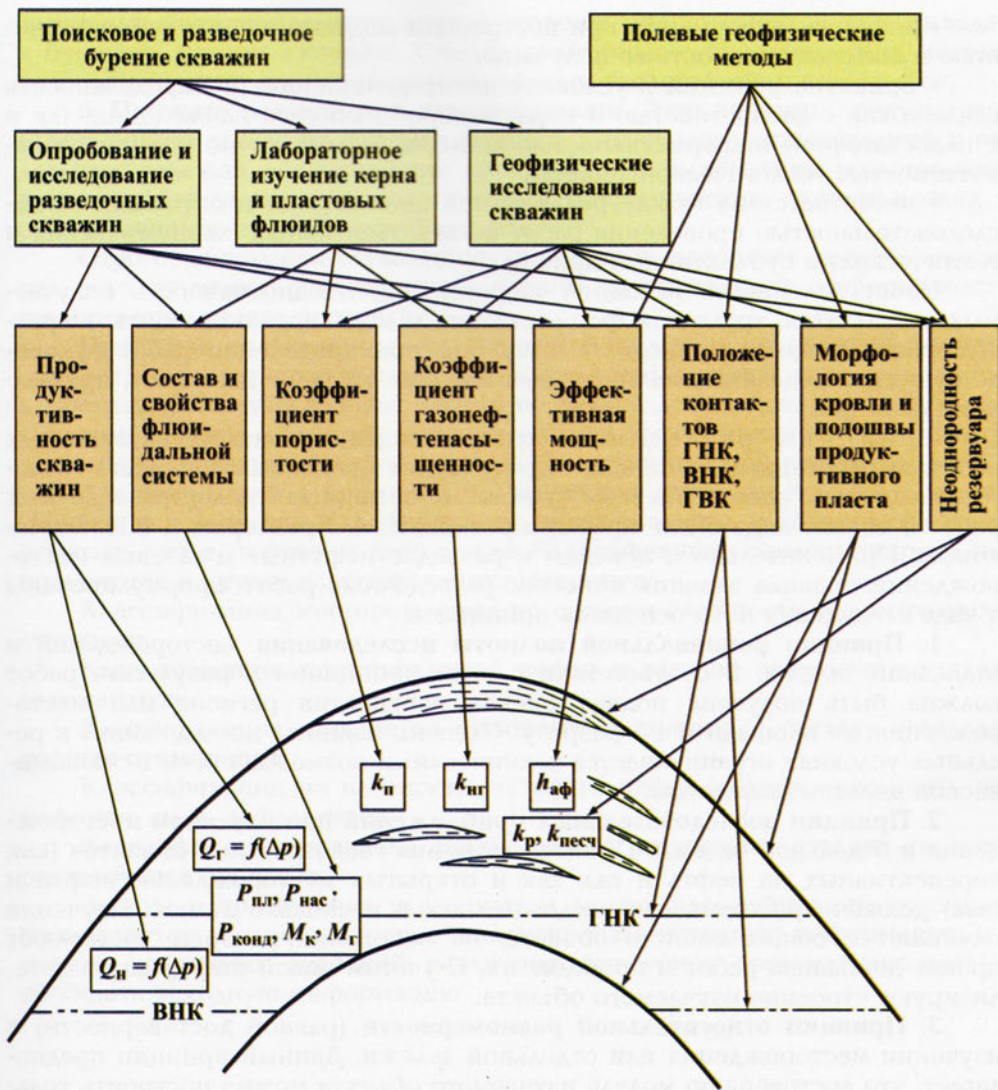 Поисковое и разведочное
бурение скважин
Полевые геофизические
методы
Опробование и
исследование
разведочных
скважин
Лабораторное
изучение керна
и пластовых
флюидов
Геофизические
исследования
скважин
Про-
дук-
тив-
ность
сква-
жин
Состав и
свойства
флюи-
дальной
системы
Коэффи-
циент
порис-
тости
Коэффи-
циент
газонеф-
тенасы-
щеннос-
ти
Эффек-
тивная
мощ-
ность
Положе-
ние
контак-
тов
ГНК,
ВНК,
ГВК
Морфо-
логия
кровли и
подошвы
продук-
тивного
пласта
Неоднородность
резервуара
kп
kнг
hэф
kр, kпесч
Qг = f(Δp)
Pпл, Pнас
Pконд, Mг, Mг
ГНК
Qн = f(Δp)
ВНК